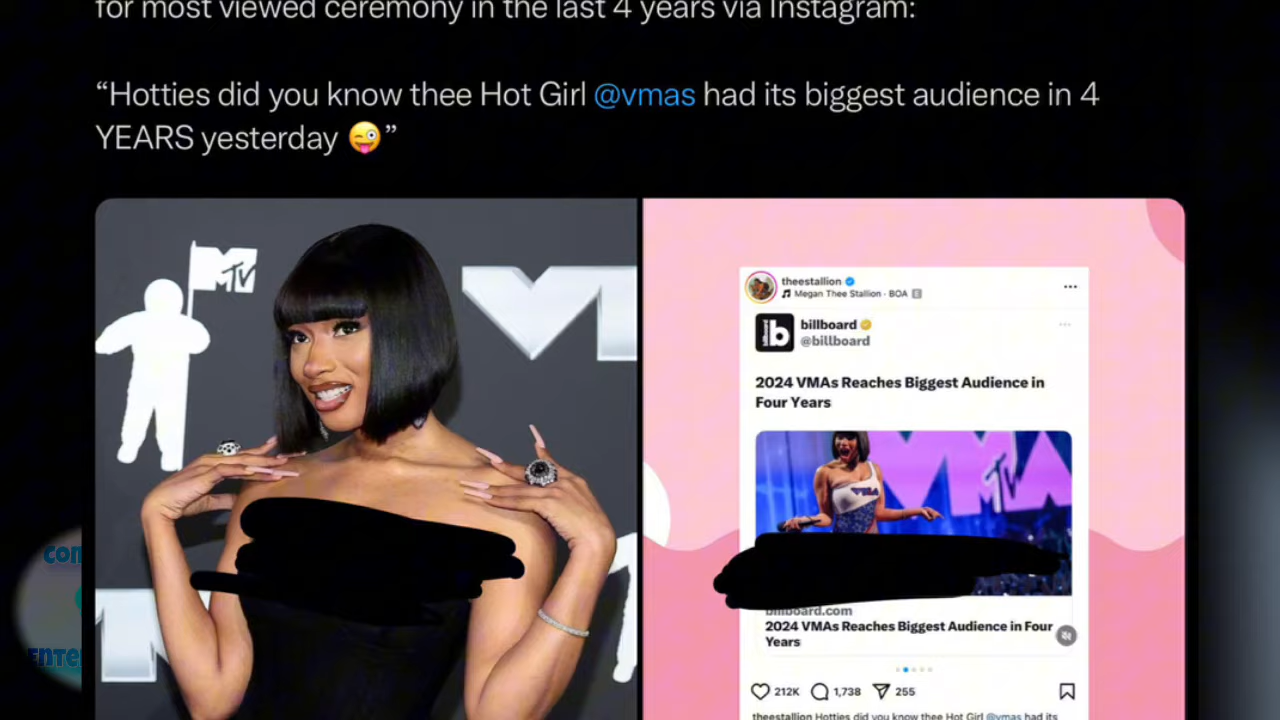 for most viewed ceremony in the last 4 years via Instagram:
“Hotties did you know thee Hot Girl @vmas had its biggest audience in 4
YEARS yesterday 😜”
MTV
theestallion
Megan Thee Stallion · BOA E
billboard
b
billboard
@billboard
2024 VMAs Reaches Biggest Audience in
Four Years
VMA
MTV
billboard.com
2024 VMAs Reaches Biggest Audience in Four
Years
212K 1,738 255
theestallion Hotties did you know thee Hot Girl @vmas had its